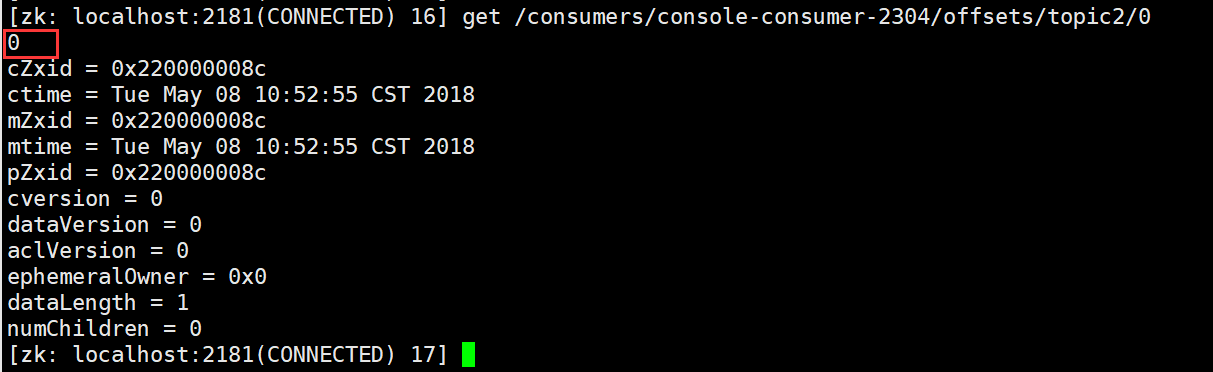 [zk: localhost:2181(CONNECTED) 16] get /consumers/console-consumer-2304/offsets/topic2/0
0
cZxid = 0x220000008c
ctime = Tue May 08 10:52:55 CST 2018
mZxid = 0x220000008c
mtime = Tue May 08 10:52:55 CST 2018
pZxid = 0x220000008c
cversion = 0
dataVersion = 0
aclVersion = 0
ephemeralOwner = 0x0
dataLength = 1
numChildren = 0
[zk: localhost:2181(CONNECTED) 17]